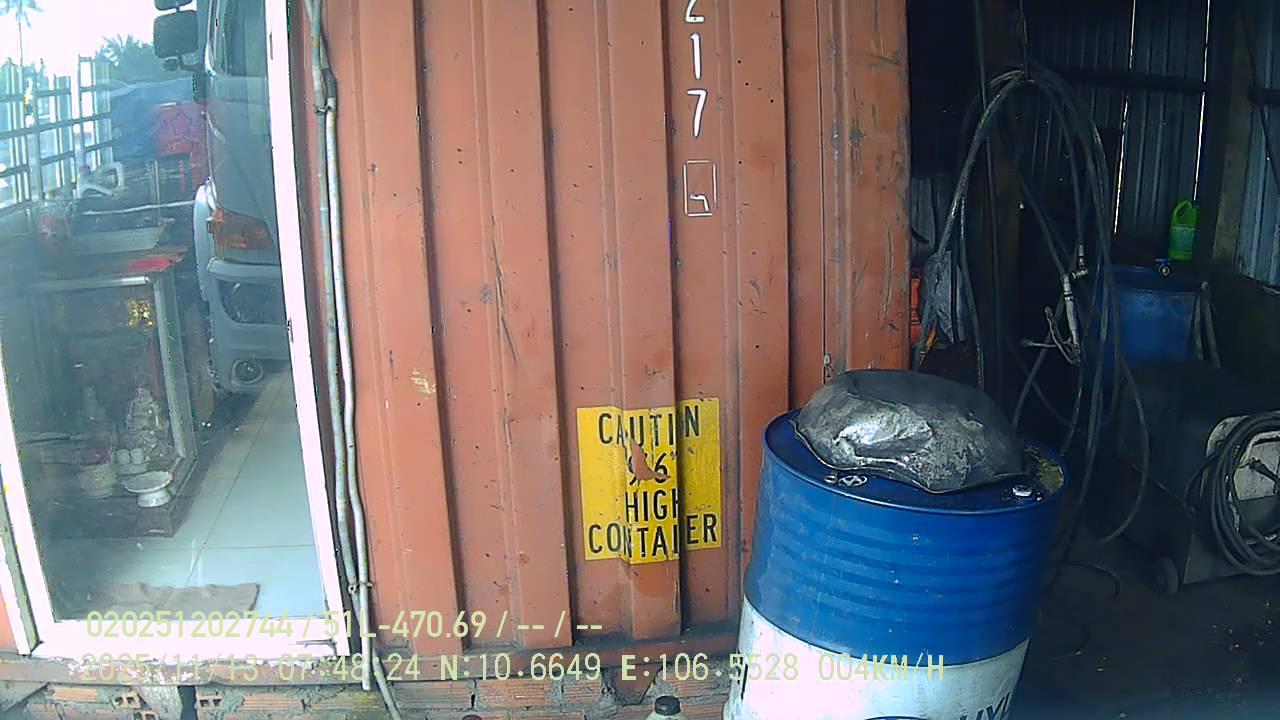 217
CAUTION
9'6"
HIGH
CONTAINER
020251202744 / 51L-470.69 / -- / --
2025/11/13 07:48:24 N:10.6649 E:106.5528 004KM/H